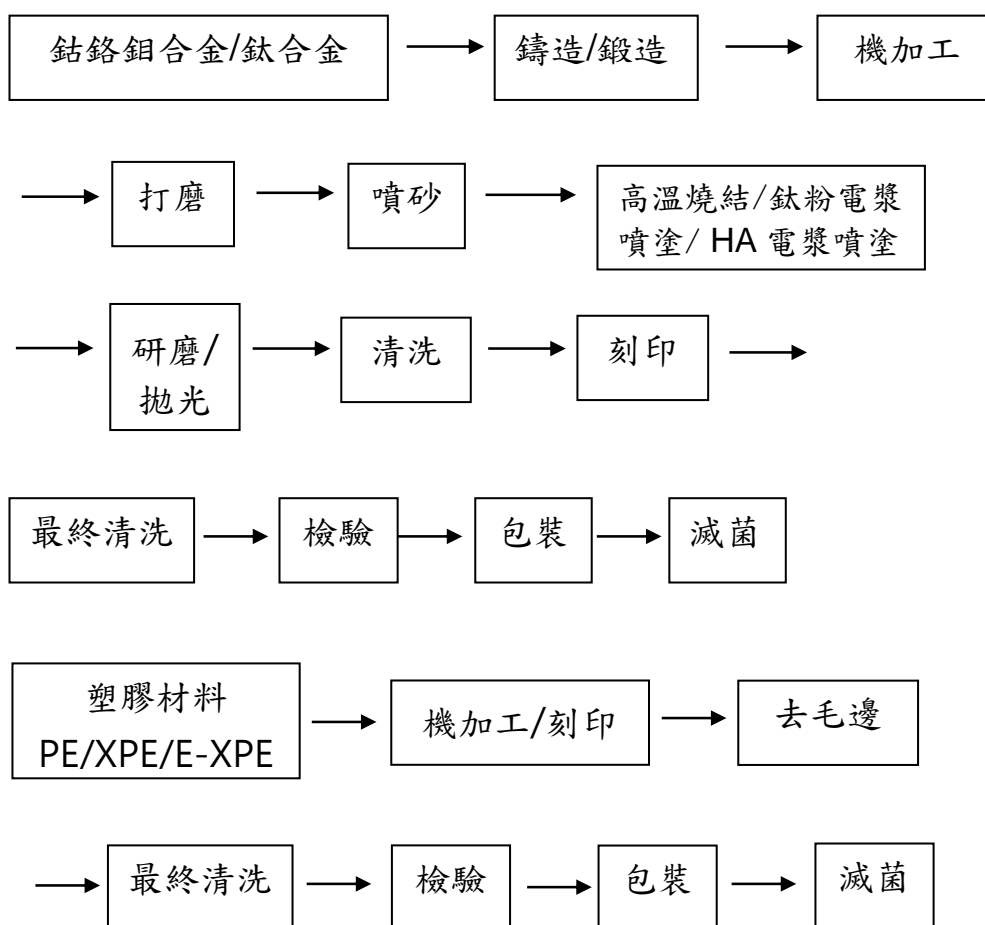 鈷鉻鉬合金/鈦合金
鑄造/鍛造
機加工
打磨
噴砂
高溫燒結/鈦粉電漿
噴塗/ HA 電漿噴塗
研磨/
拋光
清洗
刻印
最終清洗
檢驗
包裝
滅菌
塑膠材料
PE/XPE/E-XPE
機加工/刻印
去毛邊
最終清洗
檢驗
包裝
滅菌